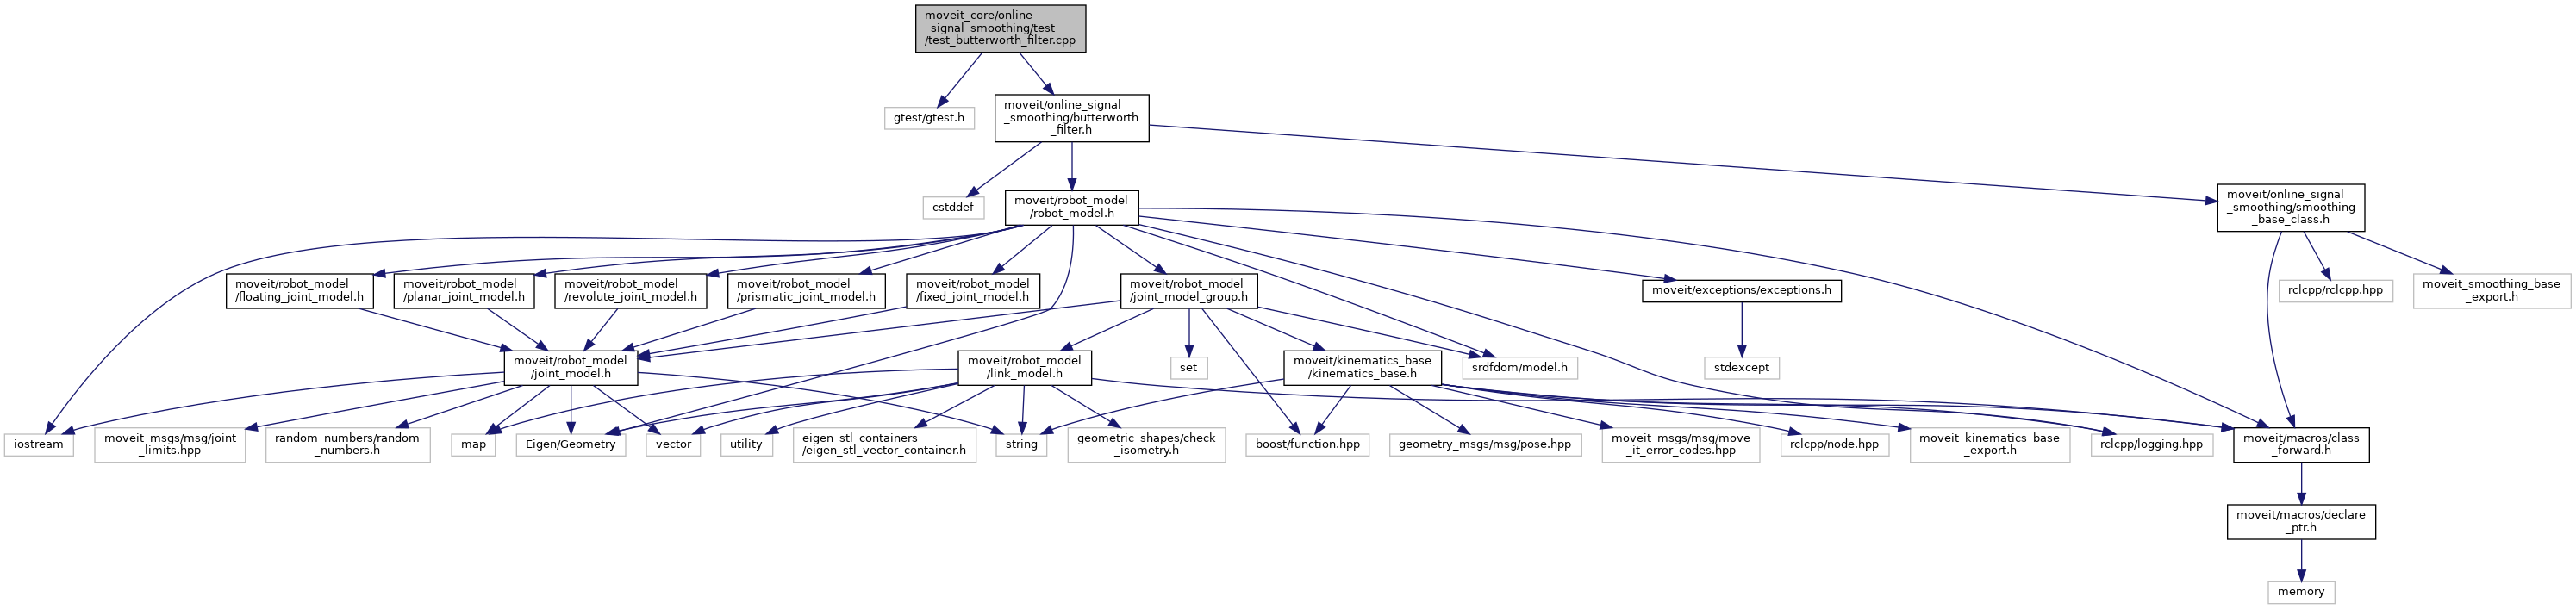 moveit_core/online
_signal_smoothing/test
/test_butterworth_filter.cpp
gtest/gtest.h
moveit/online_signal
_smoothing/butterworth
_filter.h
cstddef
moveit/robot_model
/robot_model.h
moveit/online_signal
_smoothing/smoothing
_base_class.h
moveit/robot_model
/floating_joint_model.h
moveit/robot_model
/planar_joint_model.h
moveit/robot_model
/revolute_joint_model.h
moveit/robot_model
/prismatic_joint_model.h
moveit/robot_model
/fixed_joint_model.h
moveit/robot_model
/joint_model_group.h
moveit/exceptions/exceptions.h
rclcpp/rclcpp.hpp
moveit_smoothing_base
_export.h
moveit/robot_model
/joint_model.h
moveit/robot_model
/link_model.h
set
moveit/kinematics_base
/kinematics_base.h
srdfdom/model.h
stdexcept
iostream
moveit_msgs/msg/joint
_limits.hpp
random_numbers/random
_numbers.h
map
Eigen/Geometry
vector
utility
eigen_stl_containers
/eigen_stl_vector_container.h
string
geometric_shapes/check
_isometry.h
boost/function.hpp
geometry_msgs/msg/pose.hpp
moveit_msgs/msg/move
_it_error_codes.hpp
rclcpp/node.hpp
moveit_kinematics_base
_export.h
rclcpp/logging.hpp
moveit/macros/class
_forward.h
moveit/macros/declare
_ptr.h
memory